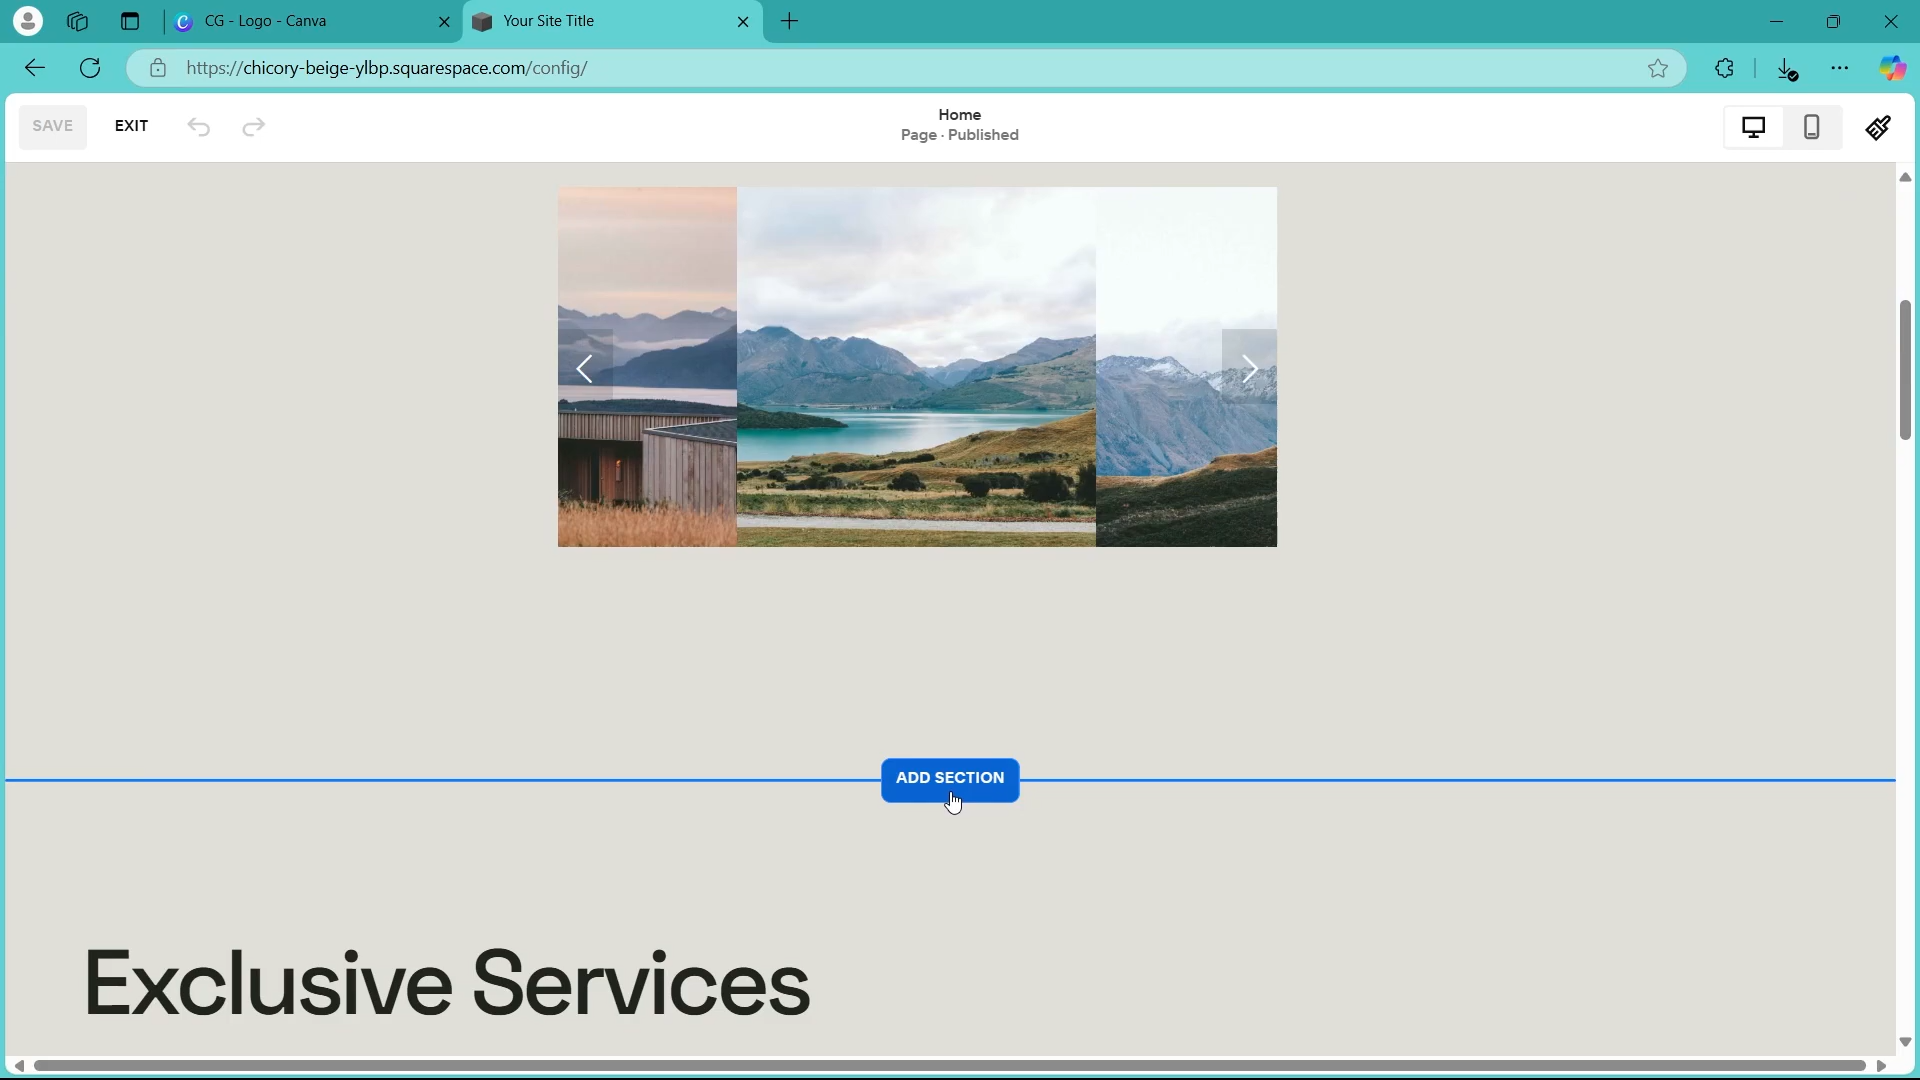 CG - Logo - Canva
Your Site Title
https://chicory-beige-ylbp.squarespace.com/config/
SAVE
EXIT
Home
Page · Published
ADD SECTION
Exclusive Services